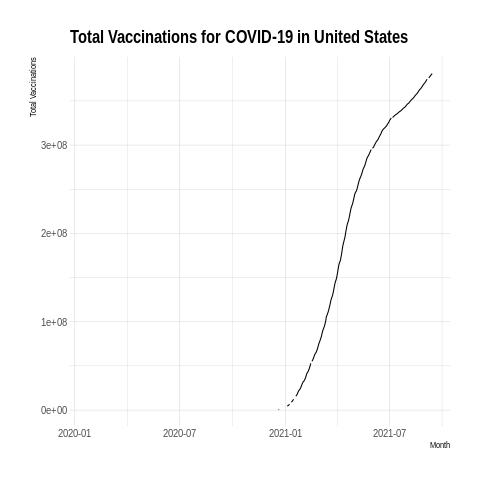 Total Vaccinations for COVID-19 in United States
Total Vaccinations
3e+08
2e+08
1e+08
0e+00
2020-01 2020-07 2021-01 2021-07
Month